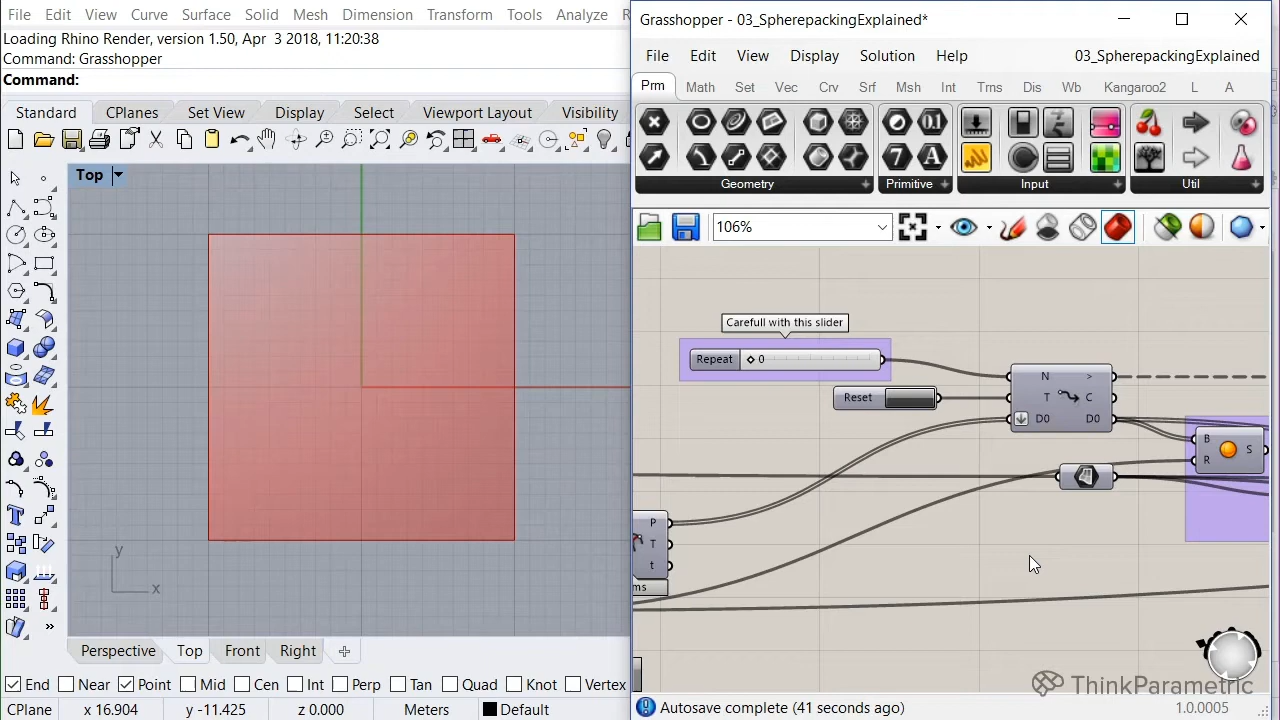 File Edit View Curve Surface Solid Mesh Dimension Transform Tools Analyze R
Loading Rhino Render, version 1.50, Apr 3 2018, 11:20:38
Command: Grasshopper
Command:
Standard CPlanes Set View Display Select Viewport Layout Visibility
Top
y
x
Perspective Top Front Right
End Near Point Mid Cen Int Perp Tan Quad Knot Vertex
CPlane x 16.904 y -11.425 z 0.000 Meters Default
Grasshopper - 03_SpherepackingExplained*
File Edit View Display Solution Help 03_SpherepackingExplained
Prm Math Set Vec Crv Srf Msh Int Trns Dis Wb Kangaroo2 L A
Geometry Primitive Input Util
106%
Carefull with this slider
Repeat 0
Reset
N >
T C
D0 D0
B S
R
P
T
t
ms
ThinkParametric
Autosave complete (41 seconds ago) 1.0.0005